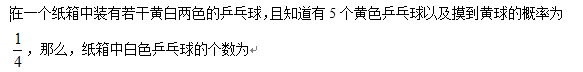 在一个纸箱中装有若干黄白两色的乒乓球,且知道有 5 个黄色乒乓球以及摸到黄球的概率为
1/4，那么，纸箱中白色乒乓球的个数为↵